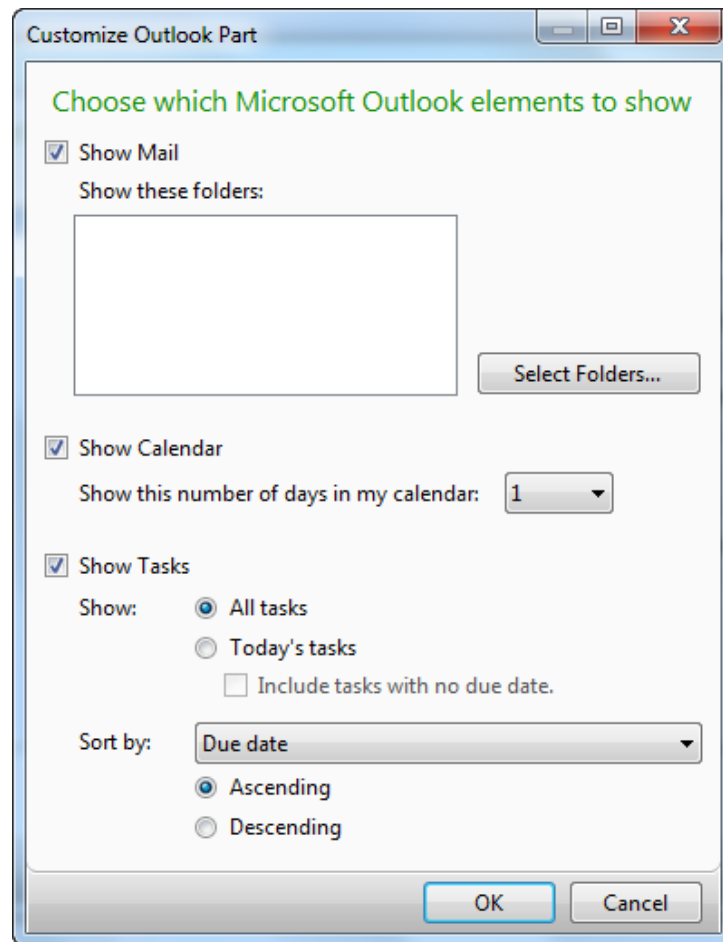 Customize Outlook Part
Choose which Microsoft Outlook elements to show
Show Mail
Show these folders:
Select Folders...
Show Calendar
Show this number of days in my calendar: 1
Show Tasks
Show: All tasks
Today's tasks
Include tasks with no due date.
Sort by: Due date
Ascending
Descending
OK Cancel